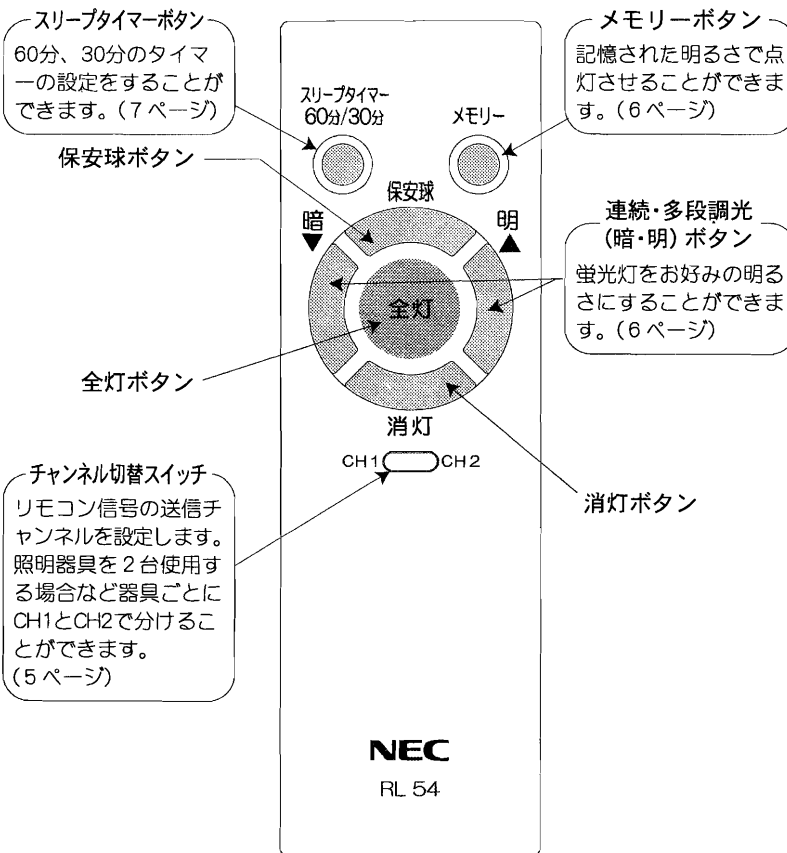 スリープタイマーボタン
60分、30分のタイマ
ーの設定をすることが
できます。(7ページ)
メモリーボタン
記憶された明るさで点
灯させることができま
す。(6ページ)
スリープタイマー
60分/30分
メモリー
保安球ボタン
保安球
暗
▼
明
▲
連続・多段調光
(暗・明) ボタン
蛍光灯をお好みの明る
さにすることができま
す。(6ページ)
全灯
全灯ボタン
消灯
CH1
CH2
チャンネル切替スイッチ
リモコン信号の送信チ
ャンネルを設定します。
照明器具を2台使用す
る場合など器具ごとに
CH1とCH2で分けるこ
とができます。
(5ページ)
消灯ボタン
NEC
RL 54